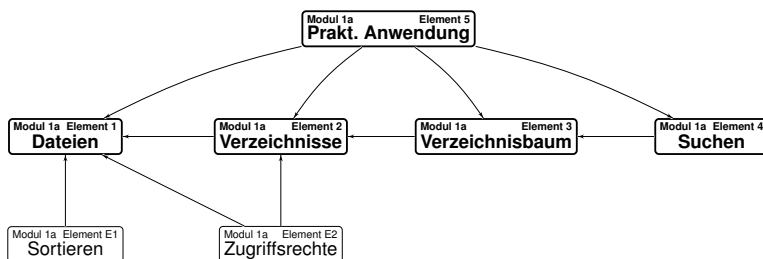 Modul 1a Element 5
Prakt. Anwendung
Modul 1a Element 1
Dateien
Modul 1a Element 2
Verzeichnisse
Modul 1a Element 3
Verzeichnisbaum
Modul 1a Element 4
Suchen
Modul 1a Element E1
Sortieren
Modul 1a Element E2
Zugriffsrechte